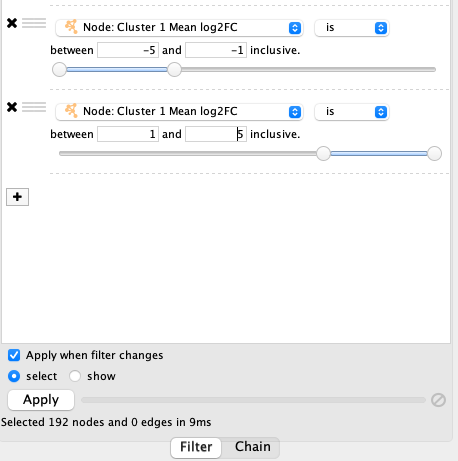 Node: Cluster 1 Mean log2FC is
between -5 and -1 inclusive.
Node: Cluster 1 Mean log2FC is
between 1 and 5 inclusive.
Apply when filter changes
select show
Apply
Selected 192 nodes and 0 edges in 9ms
Filter Chain